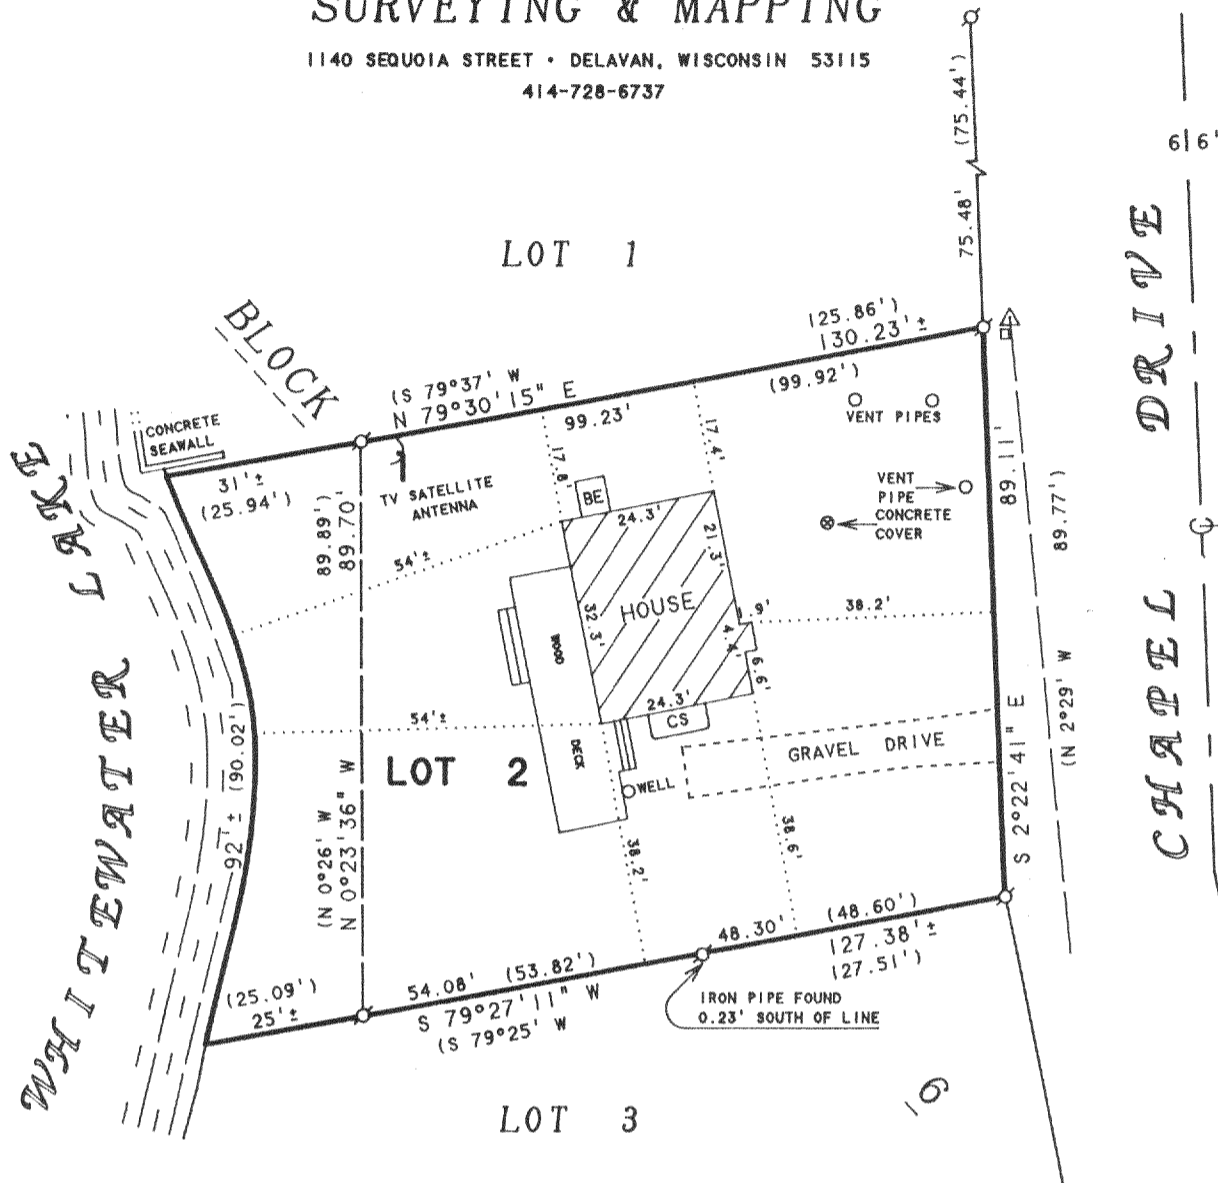 SURVEYING & MAPPING
1140 SEQUOIA STREET • DELAVAN, WISCONSIN 53115
414-728-6737
(75.44')
75.48'
66'
LOT 1
BLOCK
(125.86')
130.23'±
(S 79°37' W
N 79°30'15" E
99.23'
(99.92')
CONCRETE
SEAWALL
31'±
(25.94')
TV SATELLITE
ANTENNA
17.8'
17.4'
VENT PIPES
VENT
PIPE
CONCRETE
COVER
89.11'
89.77')
89.89')
89.70'
BE
24.3'
21.3'
54'±
HOUSE
32.3'
WOOD
DECK
1.9'
4.4'
6.6'
38.2'
24.3'
CS
54'±
LOT 2
WELL
GRAVEL DRIVE
38.2'
38.6'
S 2°22'41" E
(N 2°29' W
CHAPEL DRIVE
WHITEWATER LAKE
92'± (90.02')
(N 0°26' W
N 0°23'36" W
(25.09')
25'±
54.08' (53.82')
S 79°27'11" W
(S 79°25' W
48.30' (48.60')
127.38'±
(127.51')
IRON PIPE FOUND
0.23' SOUTH OF LINE
LOT 3